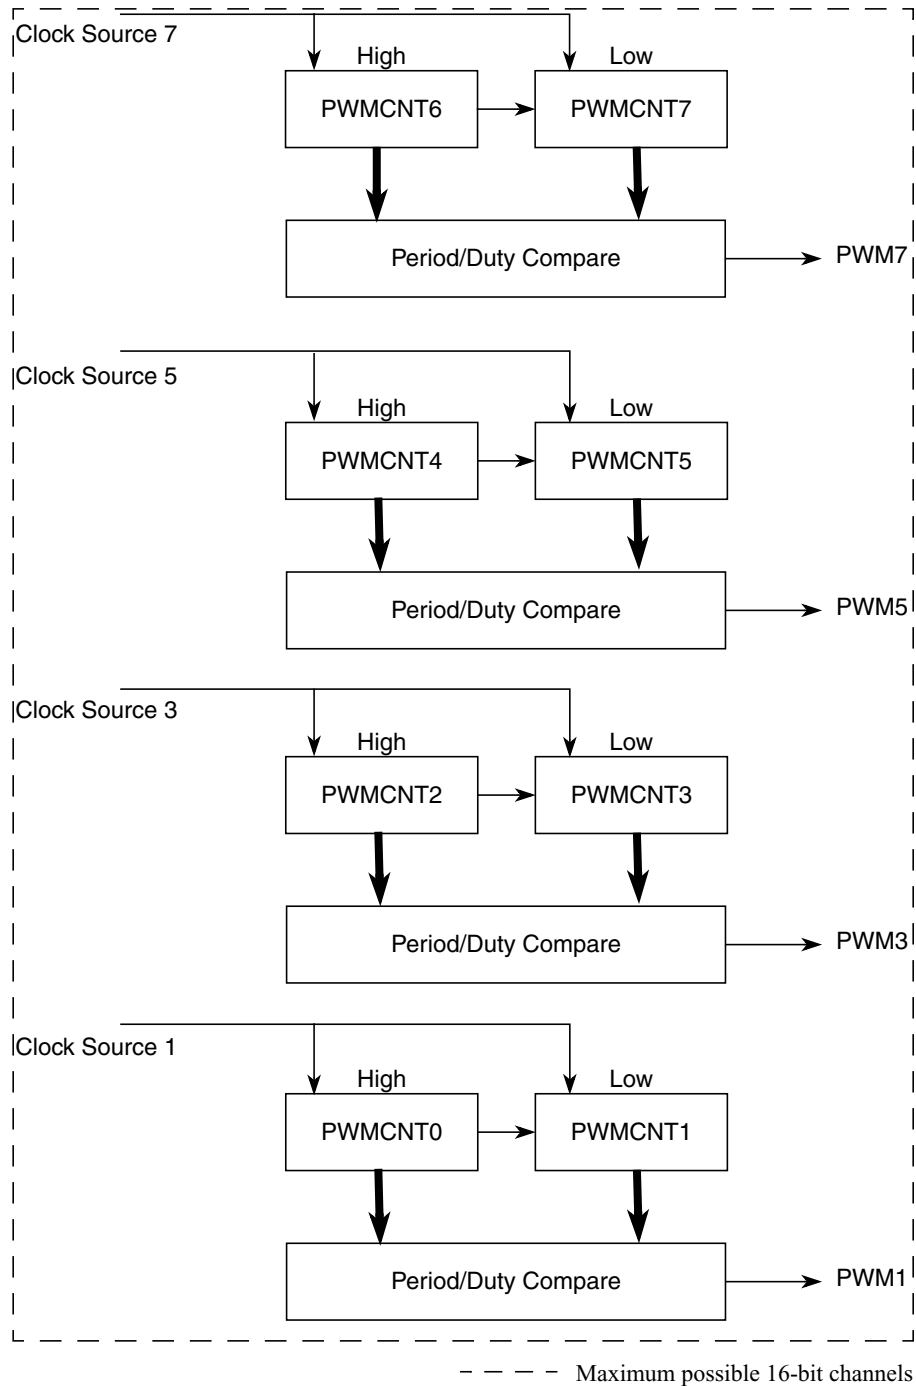 Clock Source 7
High Low
PWMCNT6 PWMCNT7
Period/Duty Compare PWM7
Clock Source 5
High Low
PWMCNT4 PWMCNT5
Period/Duty Compare PWM5
Clock Source 3
High Low
PWMCNT2 PWMCNT3
Period/Duty Compare PWM3
Clock Source 1
High Low
PWMCNT0 PWMCNT1
Period/Duty Compare PWM1
Maximum possible 16-bit channels